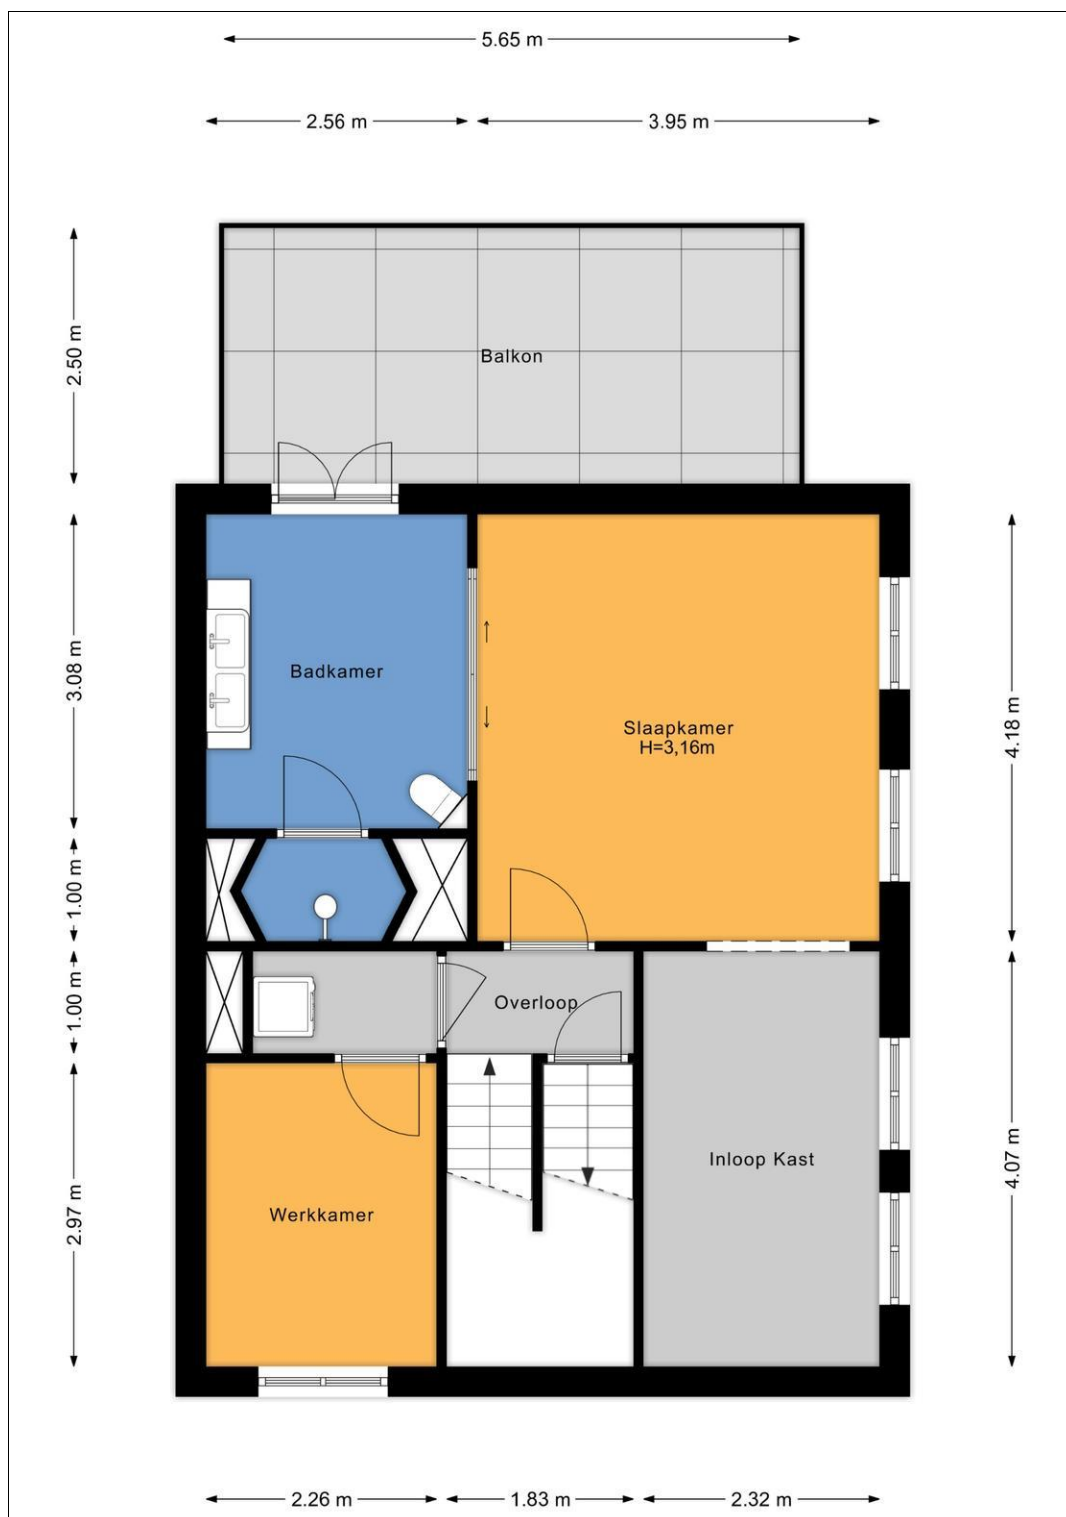 5.65 m
2.56 m
3.95 m
2.50 m
Balkon
3.08 m
Badkamer
Slaapkamer
H=3,16m
4.18 m
1.00 m
1.00 m
Overloop
Inloop Kast
4.07 m
Werkkamer
2.97 m
2.26 m
1.83 m
2.32 m